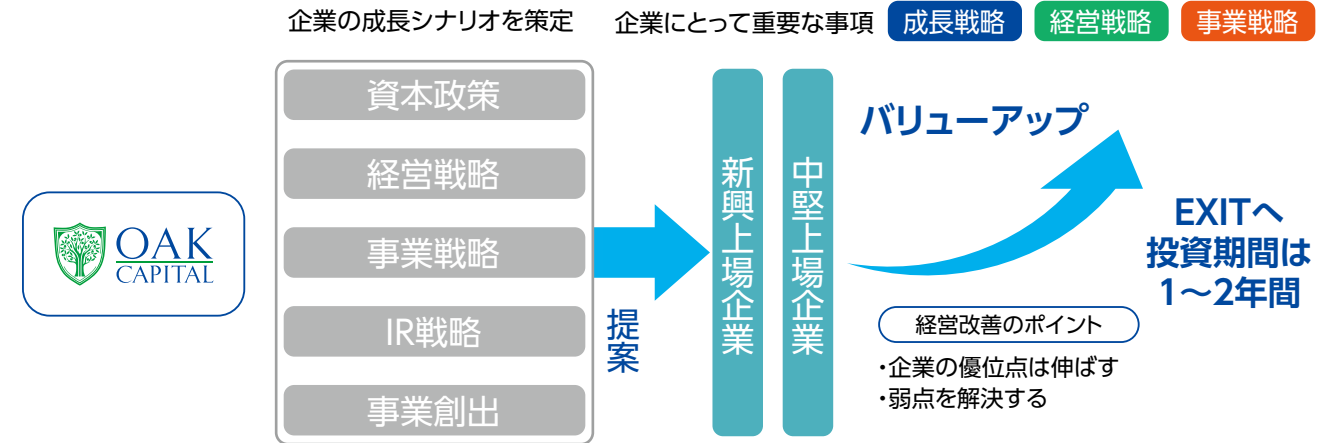 企業の成長シナリオを策定
企業にとって重要な事項
成長戦略
経営戦略
事業戦略
OAK
CAPITAL
資本政策
経営戦略
事業戦略
IR戦略
事業創出
提案
新興上場企業
中堅上場企業
バリューアップ
EXITへ
投資期間は
1〜2年間
経営改善のポイント
・企業の優位点は伸ばす
・弱点を解決する